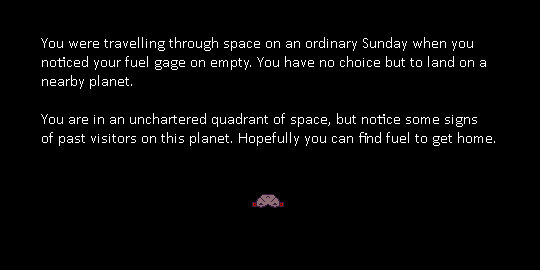 You were travelling through space on an ordinary Sunday when you
noticed your fuel gage on empty. You have no choice but to land on a
nearby planet.
You are in an unchartered quadrant of space, but notice some signs
of past visitors on this planet. Hopefully you can find fuel to get home.